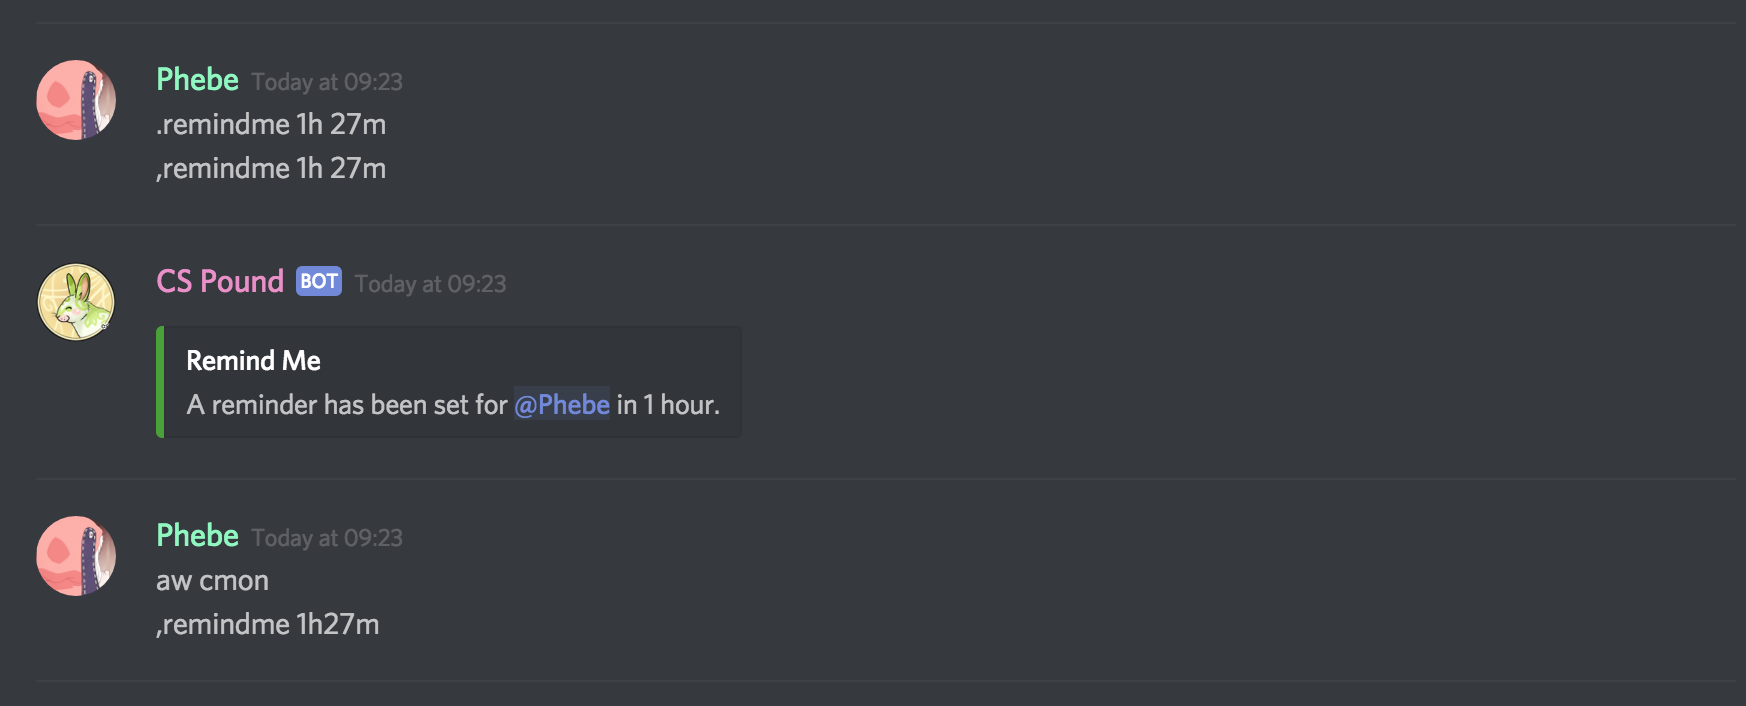 Phebe Today at 09:23
.remindme 1h 27m
,remindme 1h 27m
CS Pound BOT Today at 09:23
Remind Me
A reminder has been set for @Phebe in 1 hour.
Phebe Today at 09:23
aw cmon
,remindme 1h27m